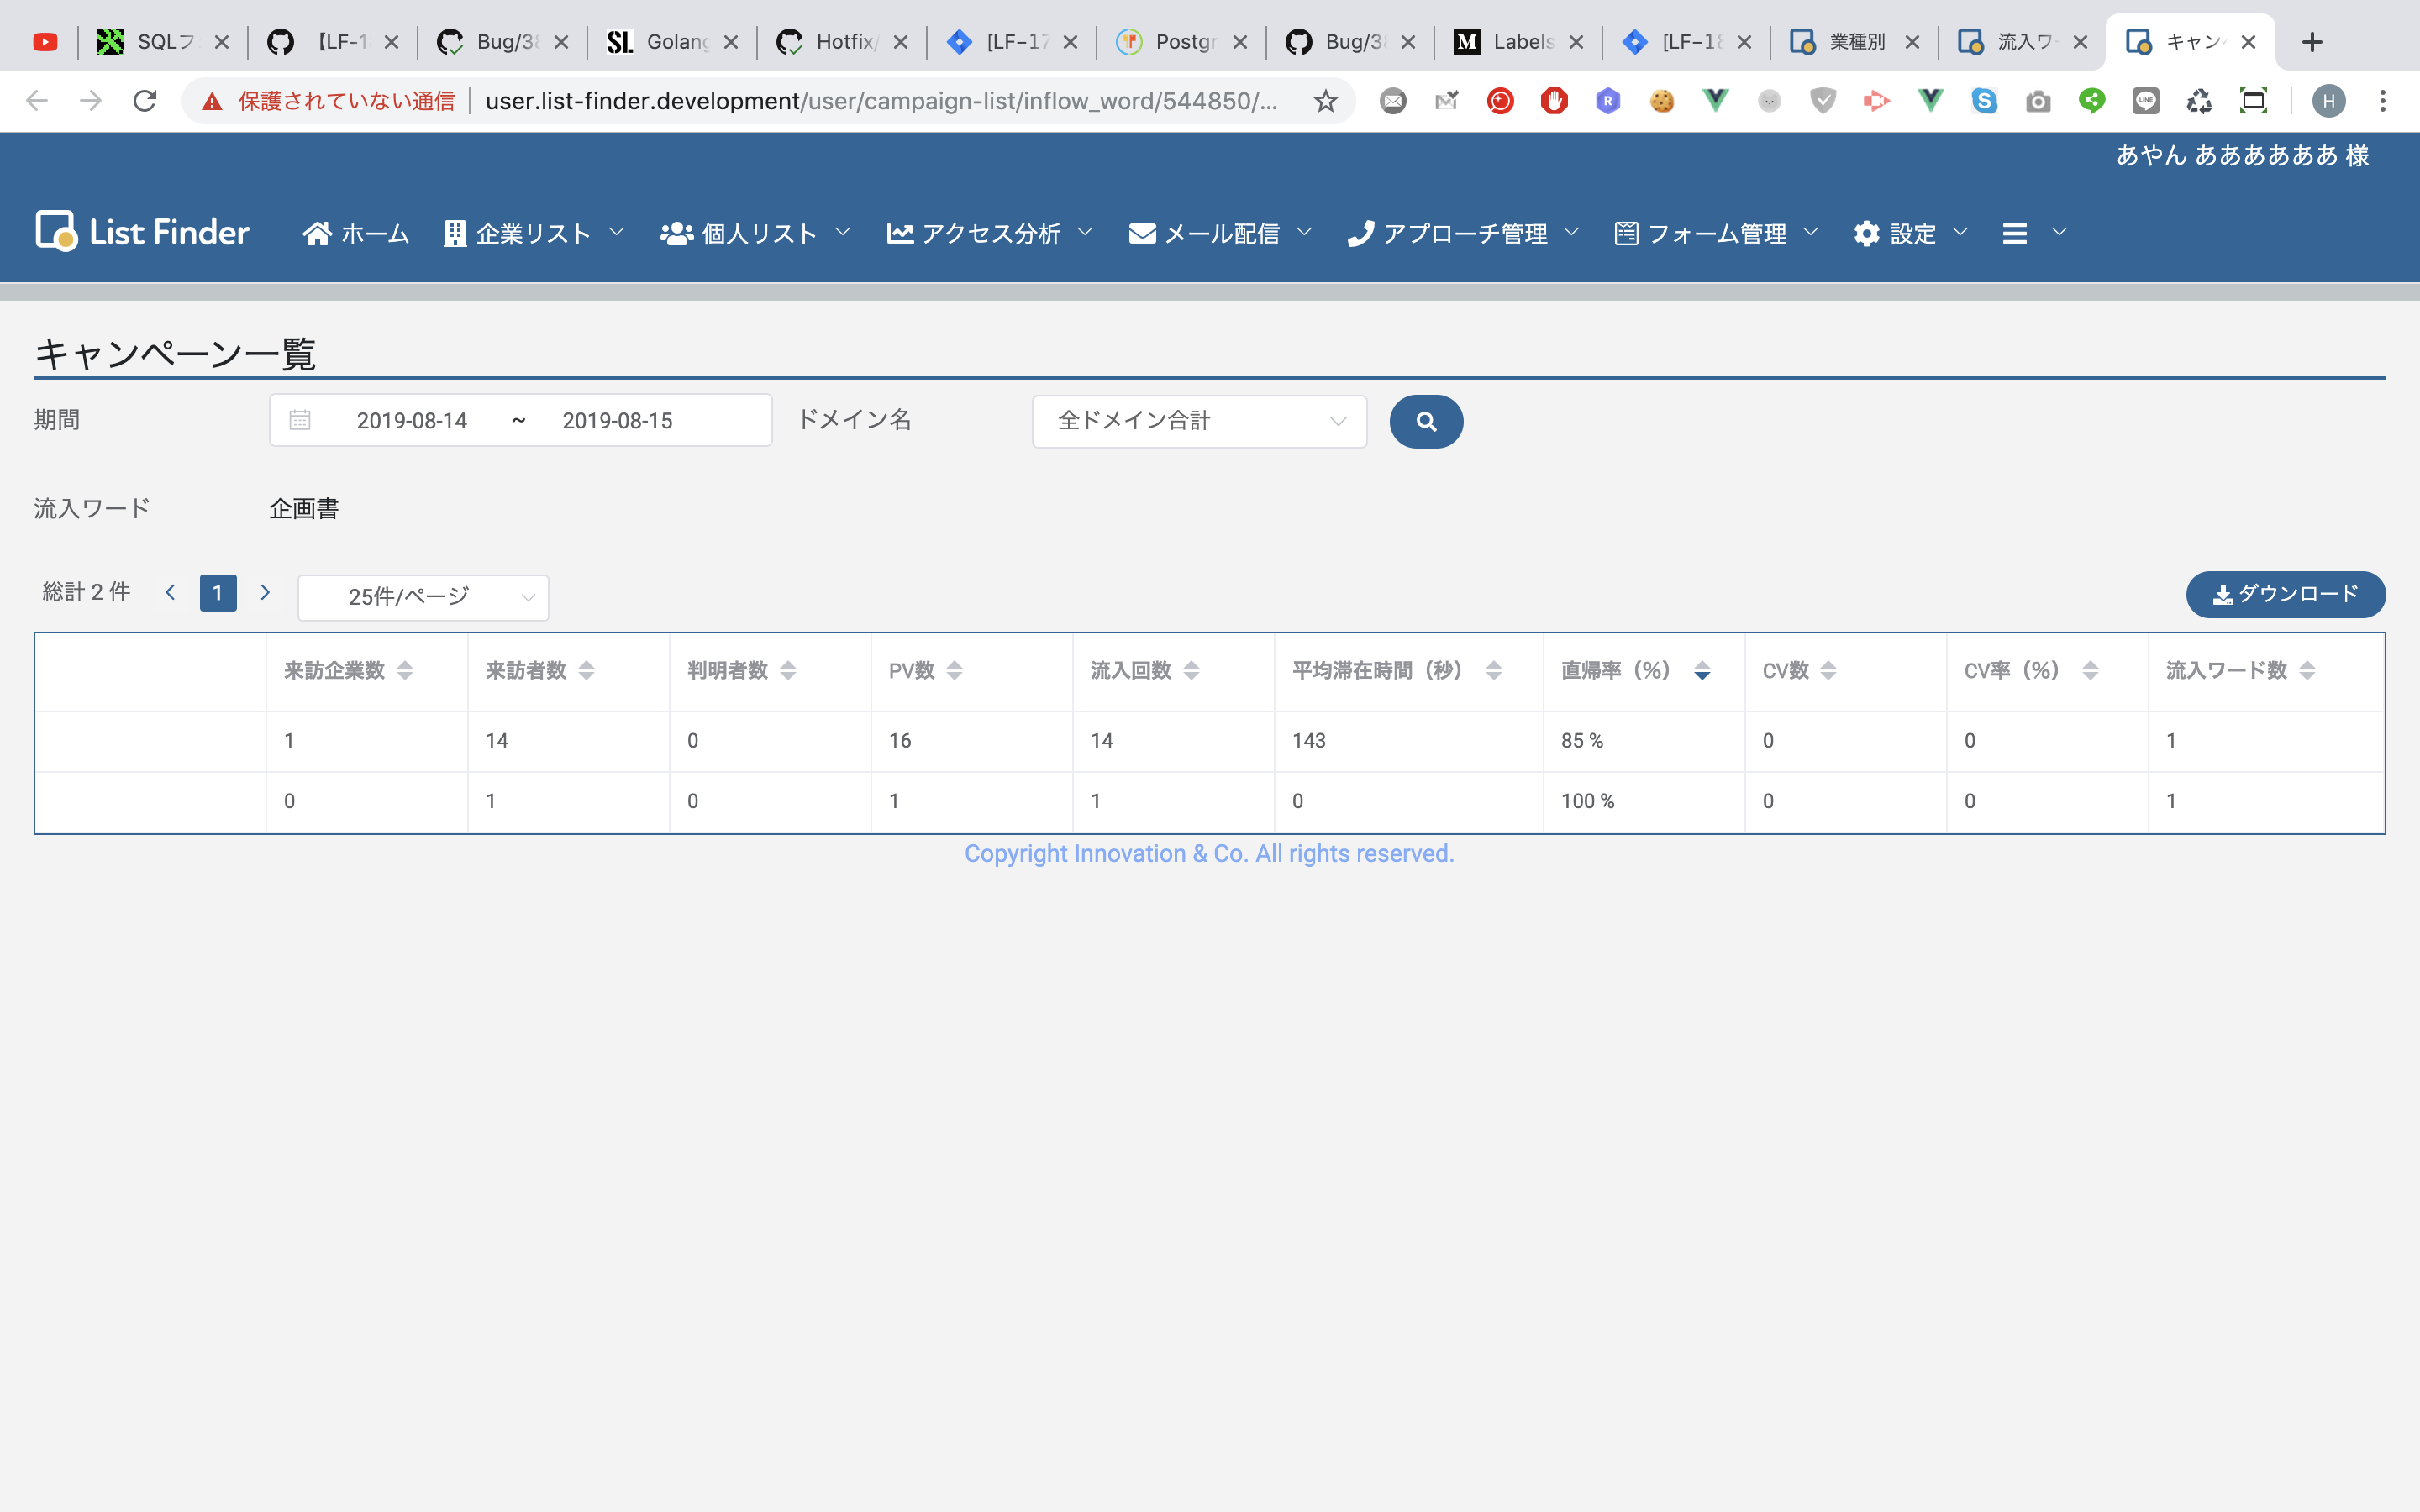 SQLフ 【LF-1 Bug/38 SL Golang Hotfix/ [LF-17 Postgr Bug/38 M Labels [LF-18 業種別 流入ワー キャンペ
保護されていない通信 user.list-finder.development/user/campaign-list/inflow_word/544850/... R S LINE H
あやん ああああああ 様
List Finder ホーム 企業リスト 個人リスト アクセス分析 メール配信 アプローチ管理 フォーム管理 設定
キャンペーン一覧
期間 2019-08-14 ~ 2019-08-15 ドメイン名 全ドメイン合計
流入ワード 企画書
総計 2 件 1 25件/ページ ダウンロード
来訪企業数 来訪者数 判明者数 PV数 流入回数 平均滞在時間（秒） 直帰率（%） CV数 CV率（%） 流入ワード数
1 14 0 16 14 143 85 % 0 0 1
0 1 0 1 1 0 100 % 0 0 1
Copyright Innovation & Co. All rights reserved.